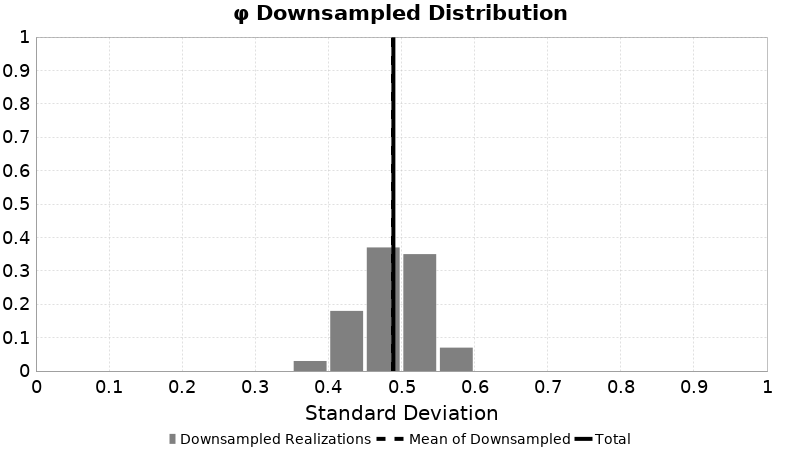 φ Downsampled Distribution
1
0.9
0.8
0.7
0.6
0.5
0.4
0.3
0.2
0.1
0
0 0.1 0.2 0.3 0.4 0.5 0.6 0.7 0.8 0.9 1
Standard Deviation
Downsampled Realizations Mean of Downsampled Total